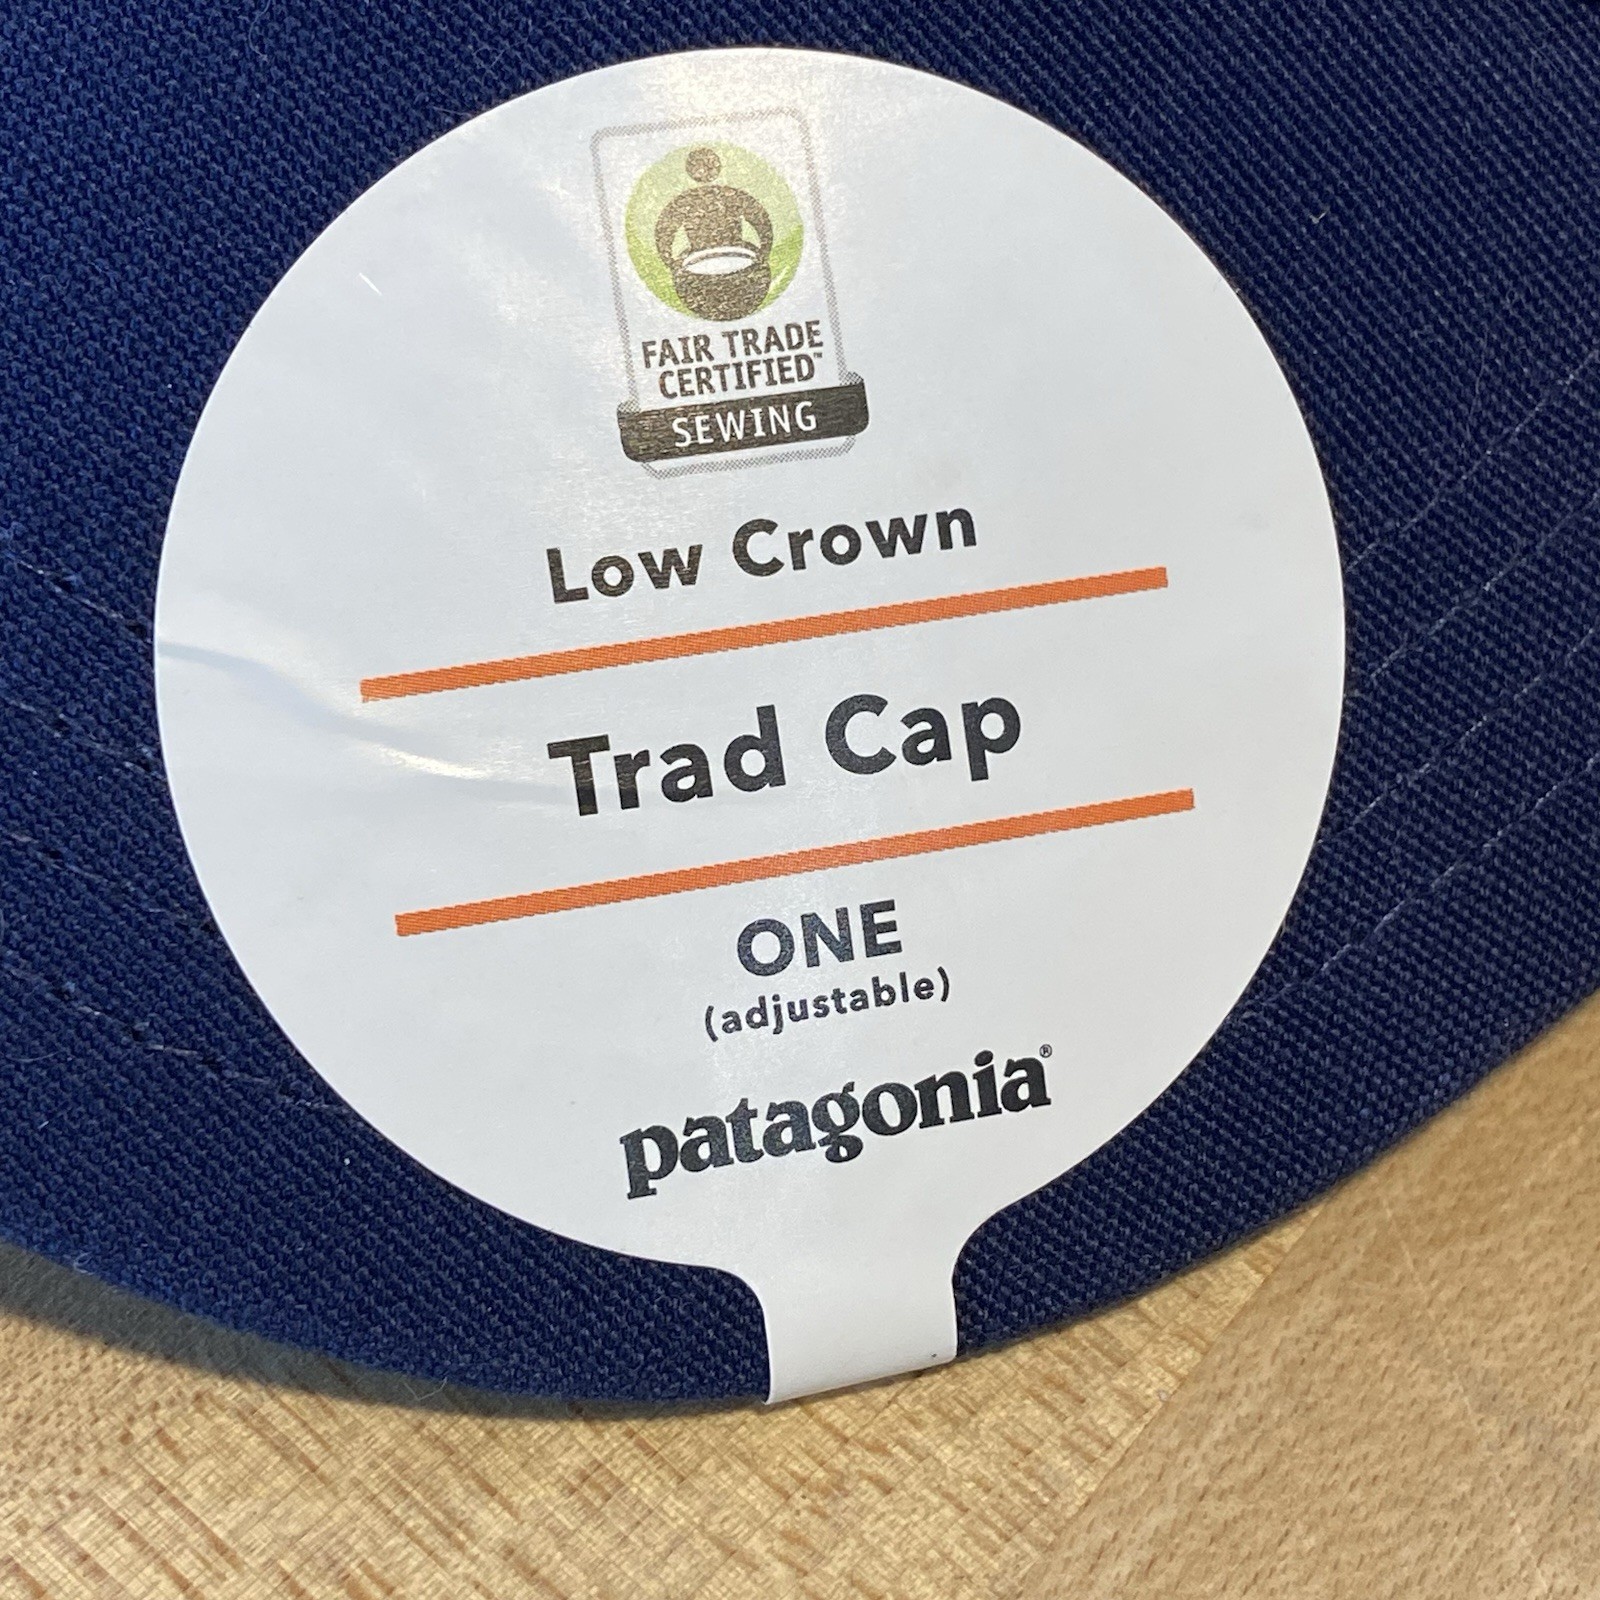 FAIR TRADE
CERTIFIED™
SEWING
Low Crown
Trad Cap
ONE
(adjustable)
patagonia®